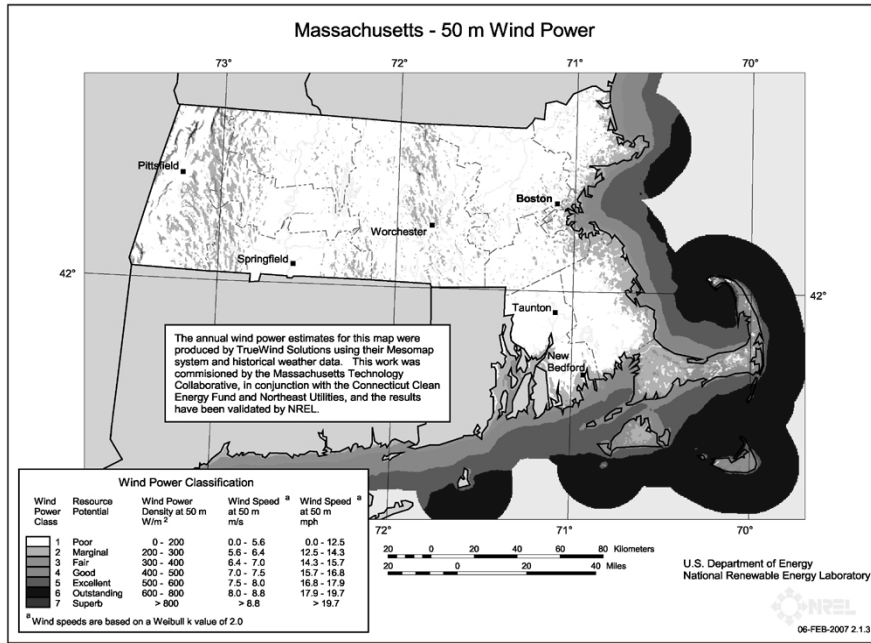 Massachusetts - 50 m Wind Power
73° 72° 71° 70°
Pittsfield
Boston
Worchester
Springfield
42° 42°
Taunton
New
Bedford
The annual wind power estimates for this map were
produced by TrueWind Solutions using their Mesomap
system and historical weather data. This work was
commisioned by the Massachusetts Technology
Collaborative, in conjunction with the Connecticut Clean
Energy Fund and Northeast Utilities, and the results
have been validated by NREL.
72° 71° 70°
Wind Power Classification
Wind Resource Wind Power Wind Speed a Wind Speed a
Power Potential Density at 50 m at 50 m at 50 m
Class W/m 2 m/s mph
1 Poor 0 - 200 0.0 - 5.6 0.0 - 12.5
2 Marginal 200 - 300 5.6 - 6.4 12.5 - 14.3
3 Fair 300 - 400 6.4 - 7.0 14.3 - 15.7
4 Good 400 - 500 7.0 - 7.5 15.7 - 16.8
5 Excellent 500 - 600 7.5 - 8.0 16.8 - 17.9
6 Outstanding 600 - 800 8.0 - 8.8 17.9 - 19.7
7 Superb > 800 > 8.8 > 19.7
a Wind speeds are based on a Weibull k value of 2.0
20 0 20 40 60 80 Kilometers
20 0 20 40 Miles
U.S. Department of Energy
National Renewable Energy Laboratory
NREL
06-FEB-2007 2.1.3